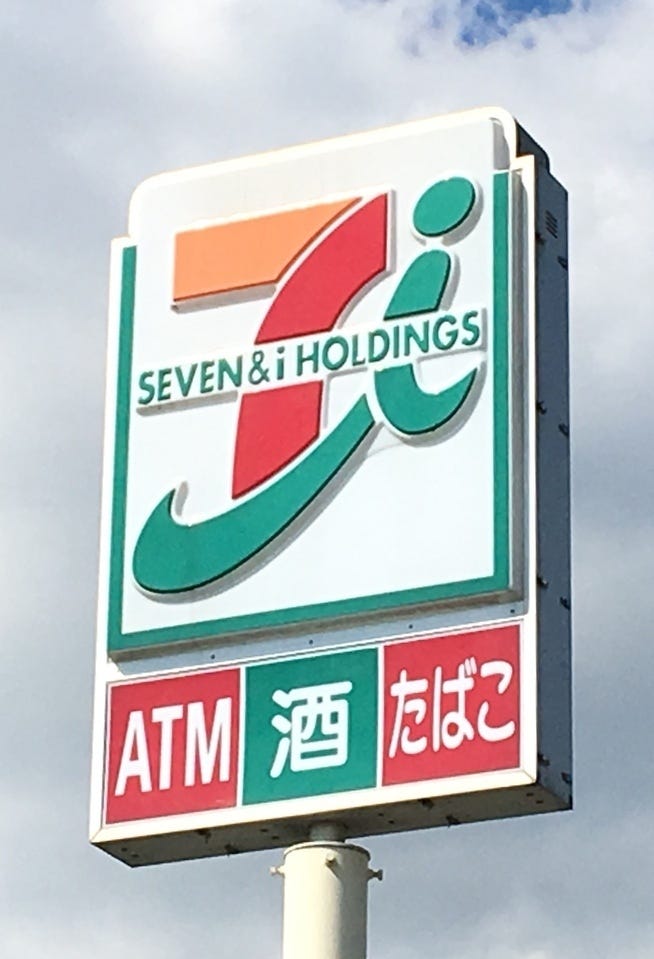 SEVEN & i HOLDINGS
ATM 酒 たばこ